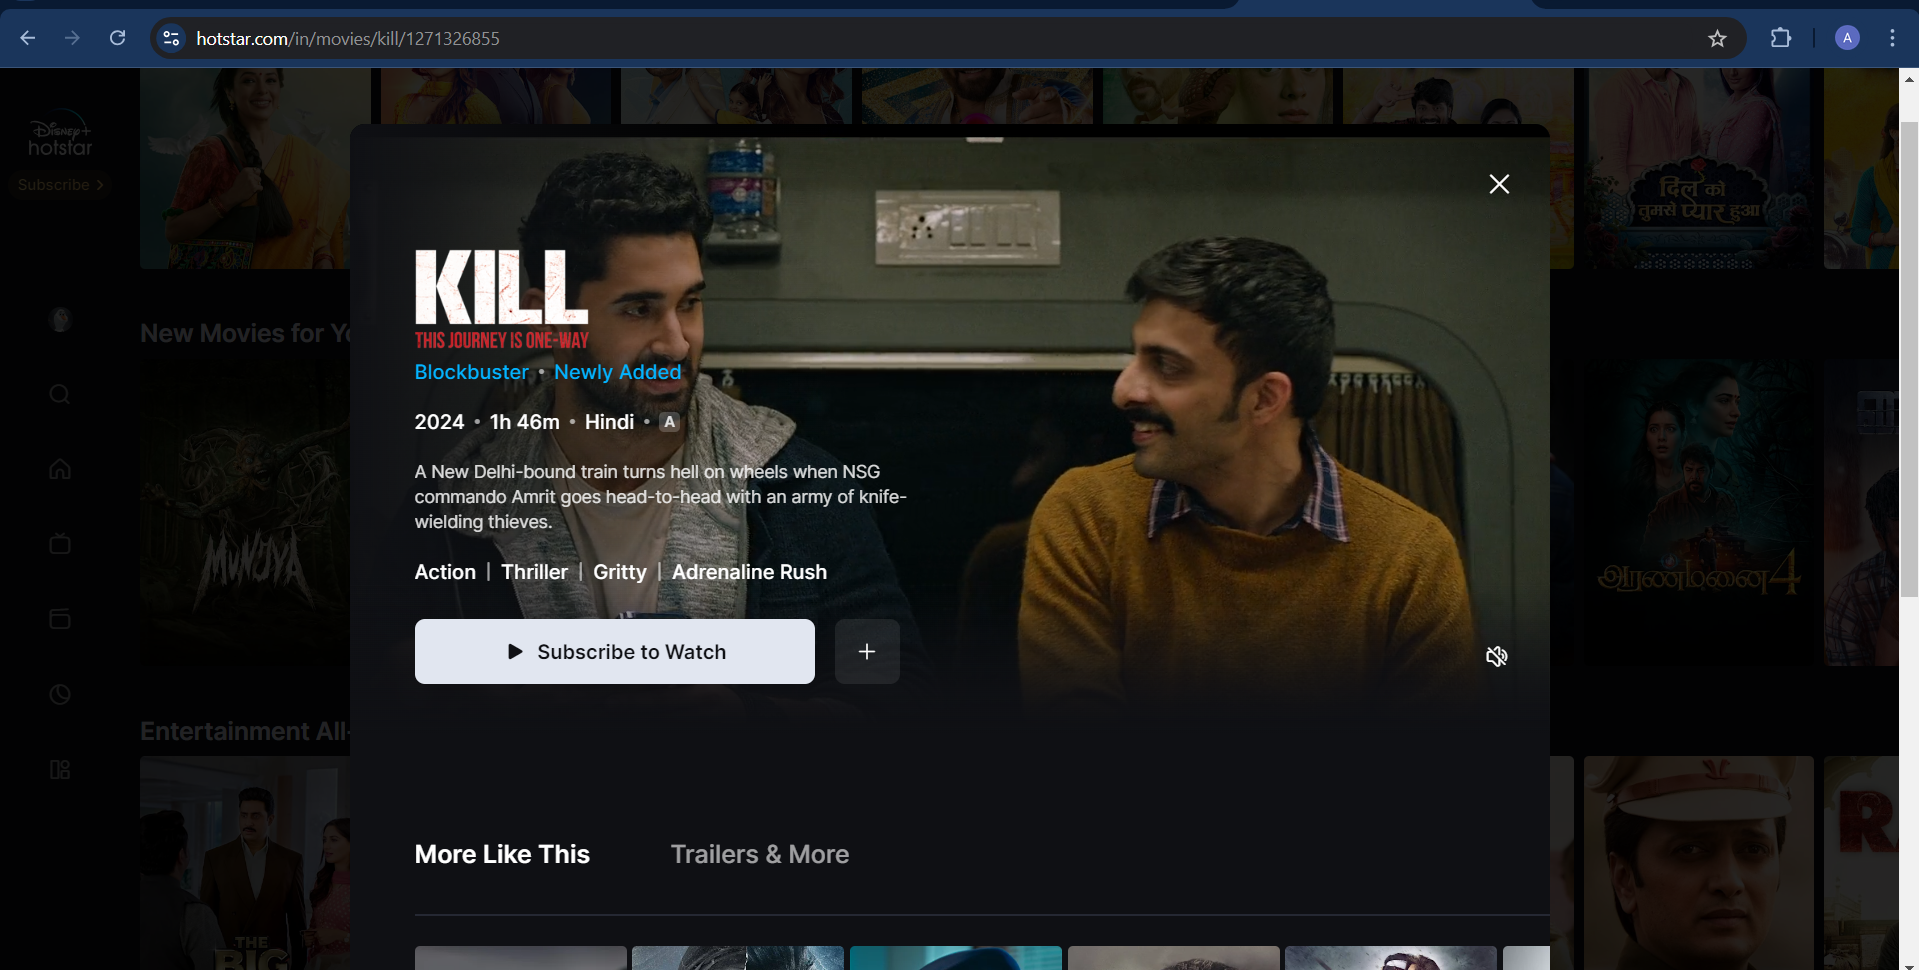 hotstar.com/in/movies/kill/1271326855
A
Disney+
hotstar
Subscribe
दिल को
तुमसे प्यार हुआ
KILL
THIS JOURNEY IS ONE-WAY
Blockbuster • Newly Added
2024 • 1h 46m • Hindi • A
A New Delhi-bound train turns hell on wheels when NSG
commando Amrit goes head-to-head with an army of knife-
wielding thieves.
Action | Thriller | Gritty | Adrenaline Rush
Subscribe to Watch
New Movies for Yo
MUNJYA
அரண்மனை 4
Entertainment All-
THE
BIG
R
More Like This
Trailers & More